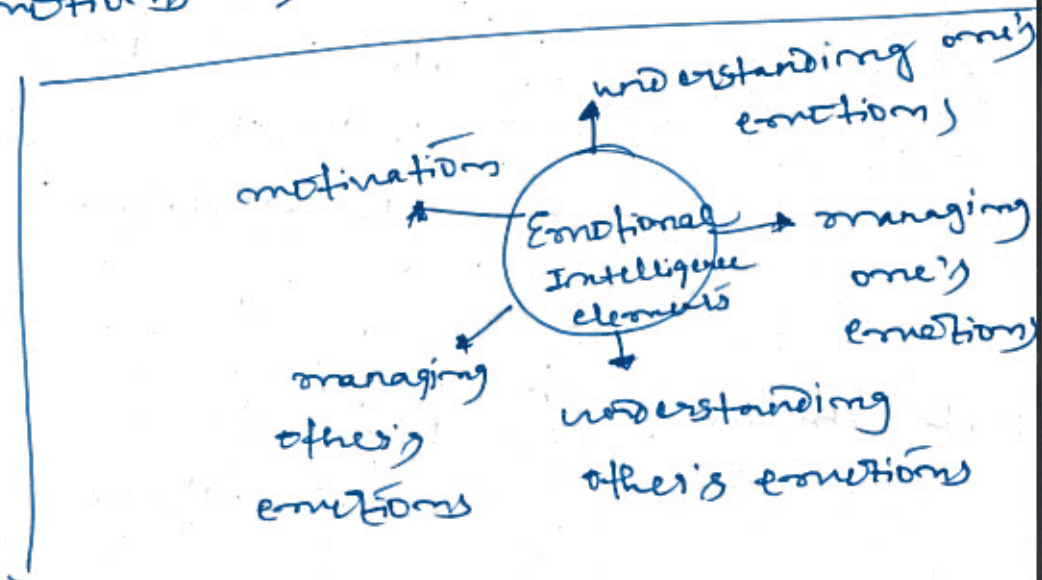 understanding one's
emotions
motivation
Emotional
Intelligence
elements
managing
one's
emotions
managing
other's
emotions
understanding
other's emotions